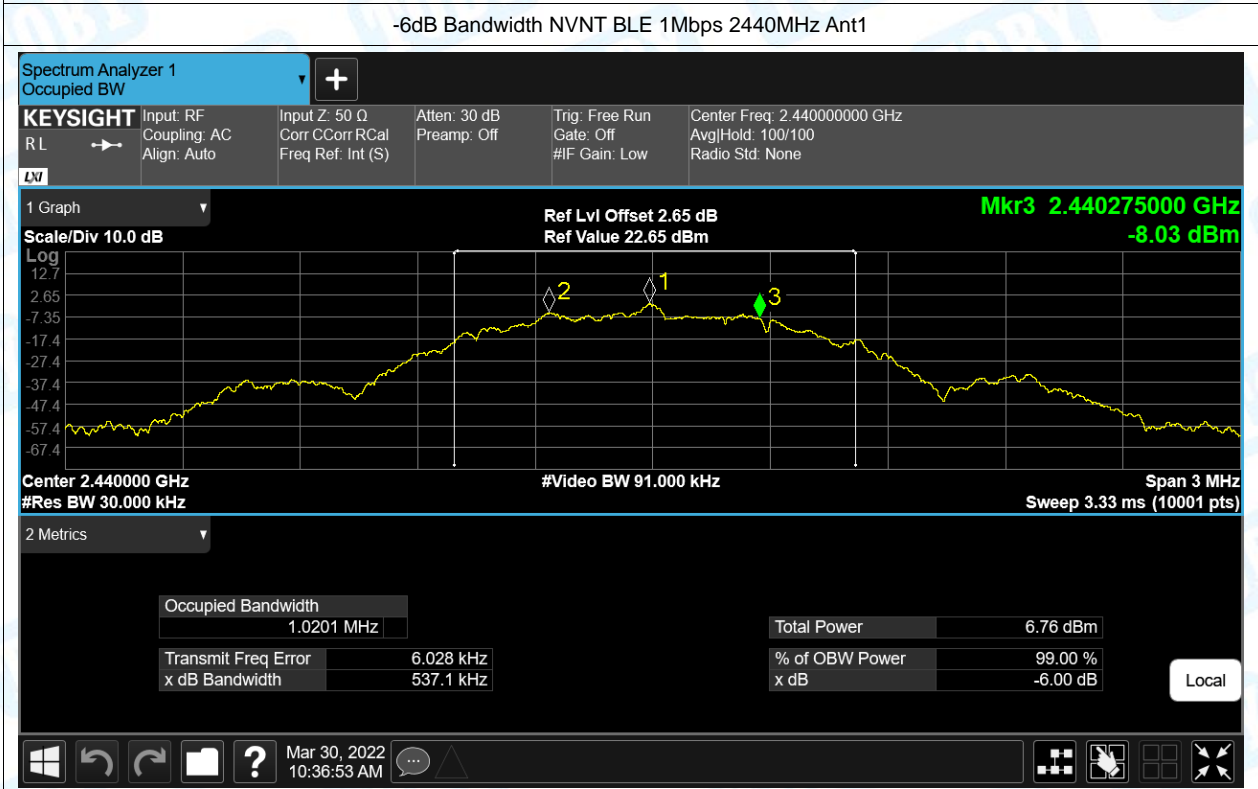 -6dB Bandwidth NVNT BLE 1Mbps 2440MHz Ant1
Spectrum Analyzer 1
Occupied BW
KEYSIGHT
R L
LXI
Input: RF
Coupling: AC
Align: Auto
Input Z: 50 Ω
Corr CCorr RCal
Freq Ref: Int (S)
Atten: 30 dB
Preamp: Off
Trig: Free Run
Gate: Off
#IF Gain: Low
Center Freq: 2.440000000 GHz
Avg|Hold: 100/100
Radio Std: None
1 Graph
Scale/Div 10.0 dB
Ref Lvl Offset 2.65 dB
Ref Value 22.65 dBm
Mkr3 2.440275000 GHz
-8.03 dBm
Log
12.7
2.65
-7.35
-17.4
-27.4
-37.4
-47.4
-57.4
-67.4
2
1
3
Center 2.440000 GHz
#Video BW 91.000 kHz
Span 3 MHz
#Res BW 30.000 kHz
Sweep 3.33 ms (10001 pts)
2 Metrics
Occupied Bandwidth
1.0201 MHz
Total Power 6.76 dBm
Transmit Freq Error 6.028 kHz
% of OBW Power 99.00 %
x dB Bandwidth 537.1 kHz
x dB -6.00 dB
Local
?
Mar 30, 2022
10:36:53 AM